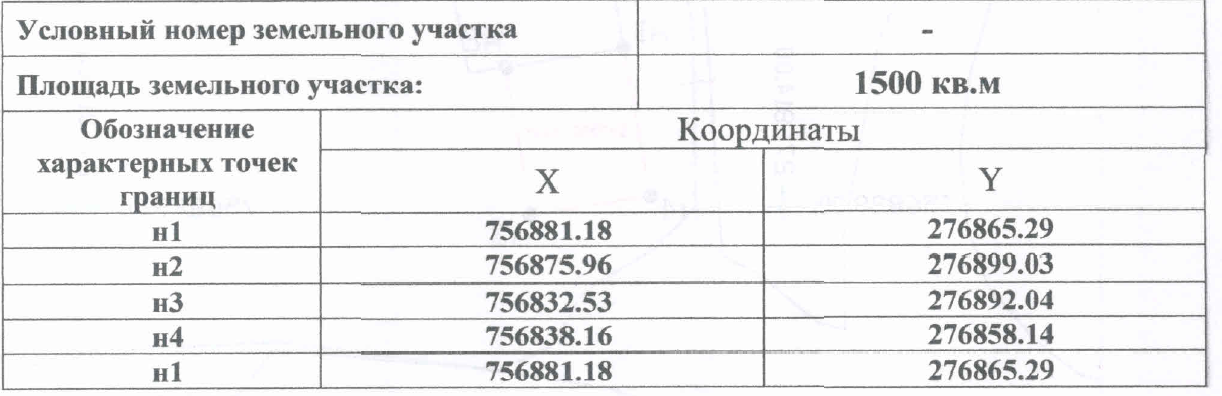 Условный номер земельного участка -
Площадь земельного участка: 1500 кв.м
Обозначение
характерных точек
границ
Координаты
X Y
н1 756881.18 276865.29
н2 756875.96 276899.03
н3 756832.53 276892.04
н4 756838.16 276858.14
н1 756881.18 276865.29